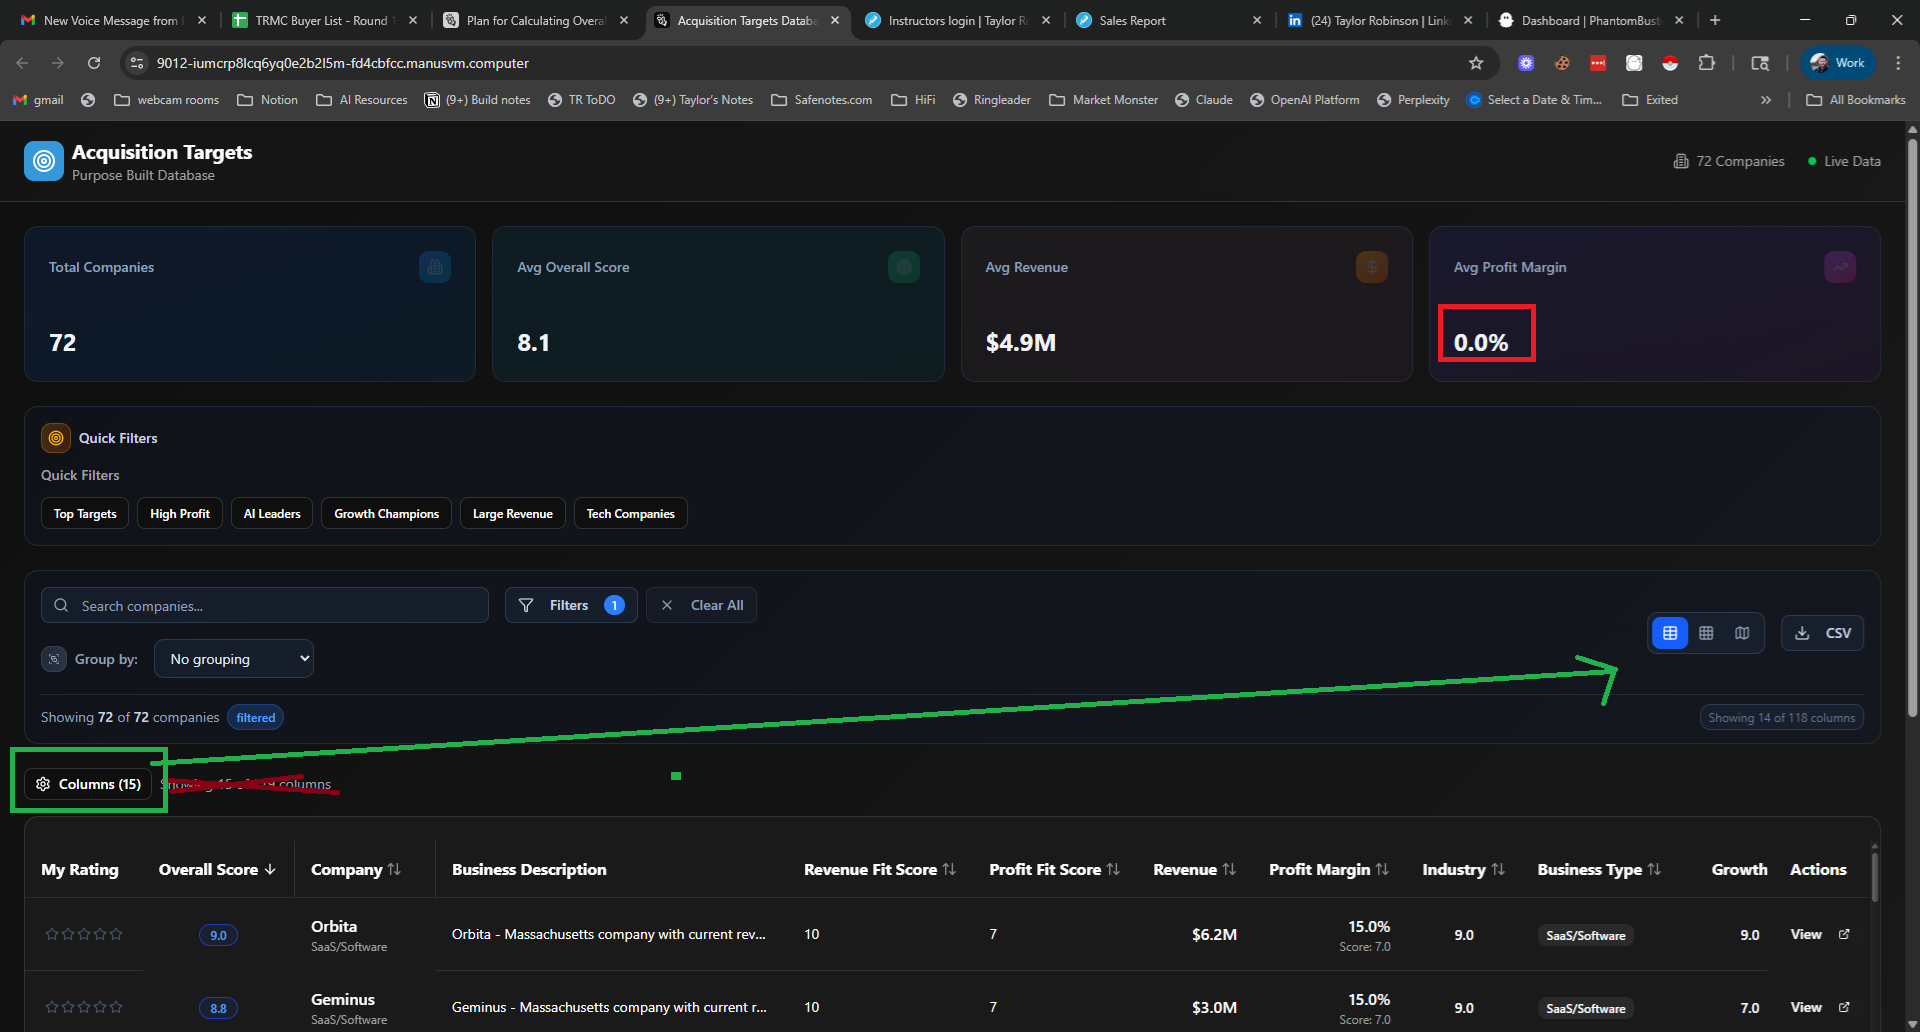 New Voice Message from
TRMC Buyer List - Round
Plan for Calculating Overa
Acquisition Targets Databa
Instructors login | Taylor R
Sales Report
(24) Taylor Robinson | Link
Dashboard | PhantomBust
9012-iumcrp8lcq6yq0e2b2l5m-fd4cbfcc.manusvm.computer
Work
gmail
webcam rooms
Notion
AI Resources
(9+) Build notes
TR ToDO
(9+) Taylor's Notes
Safenotes.com
HiFi
Ringleader
Market Monster
Claude
OpenAI Platform
Perplexity
Select a Date & Tim...
Exited
»
All Bookmarks
Acquisition Targets
Purpose Built Database
72 Companies
Live Data
Total Companies
72
Avg Overall Score
8.1
Avg Revenue
$4.9M
Avg Profit Margin
0.0%
Quick Filters
Quick Filters
Top Targets
High Profit
AI Leaders
Growth Champions
Large Revenue
Tech Companies
Search companies...
Filters 1
Clear All
CSV
Group by:
No grouping
Showing 72 of 72 companies filtered
Showing 14 of 118 columns
Columns (15)
columns
My Rating Overall Score Company Business Description Revenue Fit Score Profit Fit Score Revenue Profit Margin Industry Business Type Growth Actions
9.0 Orbita Orbita - Massachusetts company with current rev... 10 7 $6.2M 15.0% 9.0 SaaS/Software 9.0 View
SaaS/Software Score: 7.0
8.8 Geminus Geminus - Massachusetts company with current r... 10 7 $3.0M 15.0% 9.0 SaaS/Software 7.0 View
SaaS/Software Score: 7.0